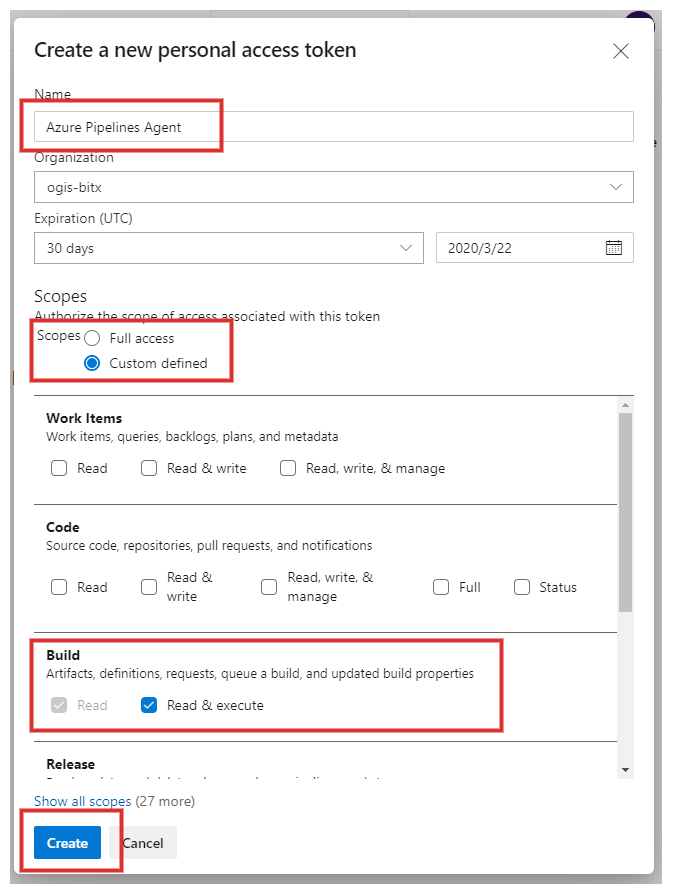 Create a new personal access token
Name
Azure Pipelines Agent
Organization
ogis-bitx
Expiration (UTC)
30 days
2020/3/22
Scopes
Authorize the scope of access associated with this token
Scopes
Full access
Custom defined
Work Items
Work items, queries, backlogs, plans, and metadata
Read Read & write Read, write, & manage
Code
Source code, repositories, pull requests, and notifications
Read Read & write Read, write, & manage Full Status
Build
Artifacts, definitions, requests, queue a build, and updated build properties
Read Read & execute
Release
Show all scopes (27 more)
Create Cancel